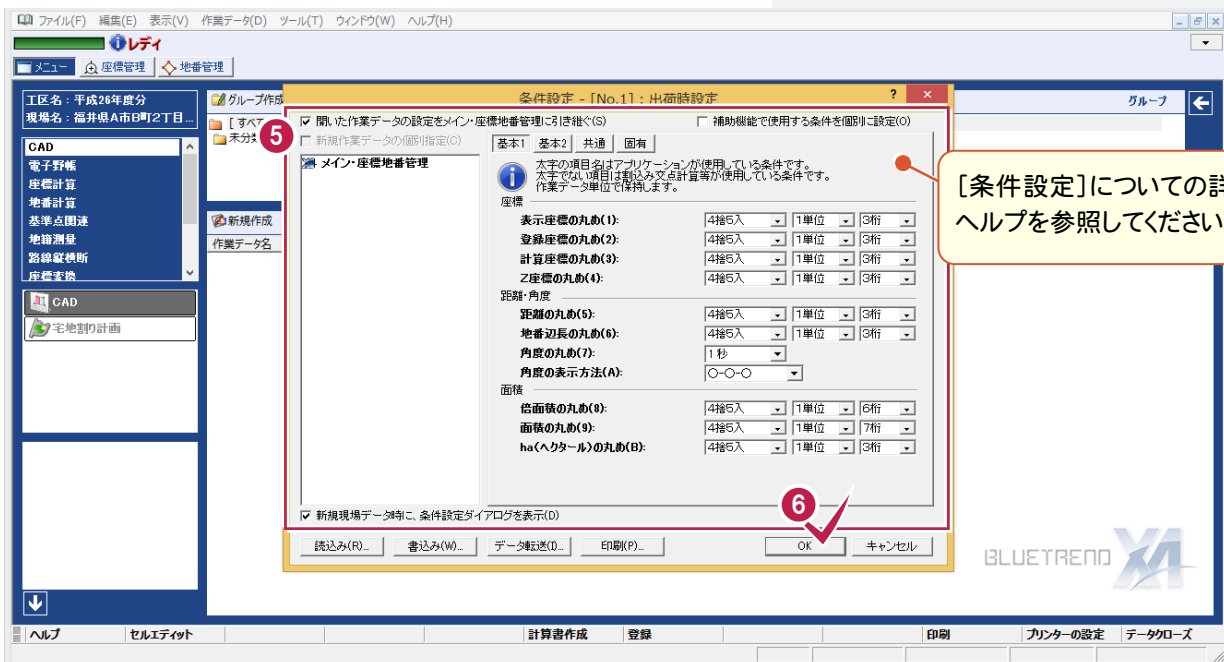 ファイル(F) 編集(E) 表示(V) 作業データ(D) ツール(T) ウィンドウ(W) ヘルプ(H)
レディ
メニュー 座標管理 地番管理
工区名：平成26年度分
現場名：福井県A市B町2丁目...
グループ作成
グループ
[すべて
未分類
CAD
電子野帳
座標計算
地番計算
基準点関連
地籍測量
路線縦横断
座標変換
新規作成
作業データ名
CAD
宅地割り計画
条件設定 - [No.1]：出荷時設定
5
開いた作業データの設定をメイン・座標地番管理に引き継ぐ(S)
補助機能で使用する条件を個別に設定(O)
新規作業データの個別指定(C)
メイン・座標地番管理
基本1 基本2 共通 固有
太字の項目名はアプリケーションが使用している条件です。
太字でない項目は割込み交点計算等が使用している条件です。
作業データ単位で保持します。
座標
表示座標の丸め(1): 4捨5入 1単位 3桁
登録座標の丸め(2): 4捨5入 1単位 3桁
計算座標の丸め(3): 4捨5入 1単位 3桁
Z座標の丸め(4): 4捨5入 1単位 3桁
距離・角度
距離の丸め(5): 4捨5入 1単位 3桁
地番辺長の丸め(6): 4捨5入 1単位 3桁
角度の丸め(7): 1秒
角度の表示方法(A): ○-○-○
面積
倍面積の丸め(8): 4捨5入 1単位 6桁
面積の丸め(9): 4捨5入 1単位 7桁
ha(ヘクタール)の丸め(B): 4捨5入 1単位 3桁
新規現場データ時に、条件設定ダイアログを表示(D)
6
読込み(R)... 書込み(W)... データ転送(I)... 印刷(P)... OK キャンセル
[条件設定]についての詳
ヘルプを参照してください
BLUETREND XA
ヘルプ セルエディット 計算書作成 登録 印刷 プリンターの設定 データクローズ